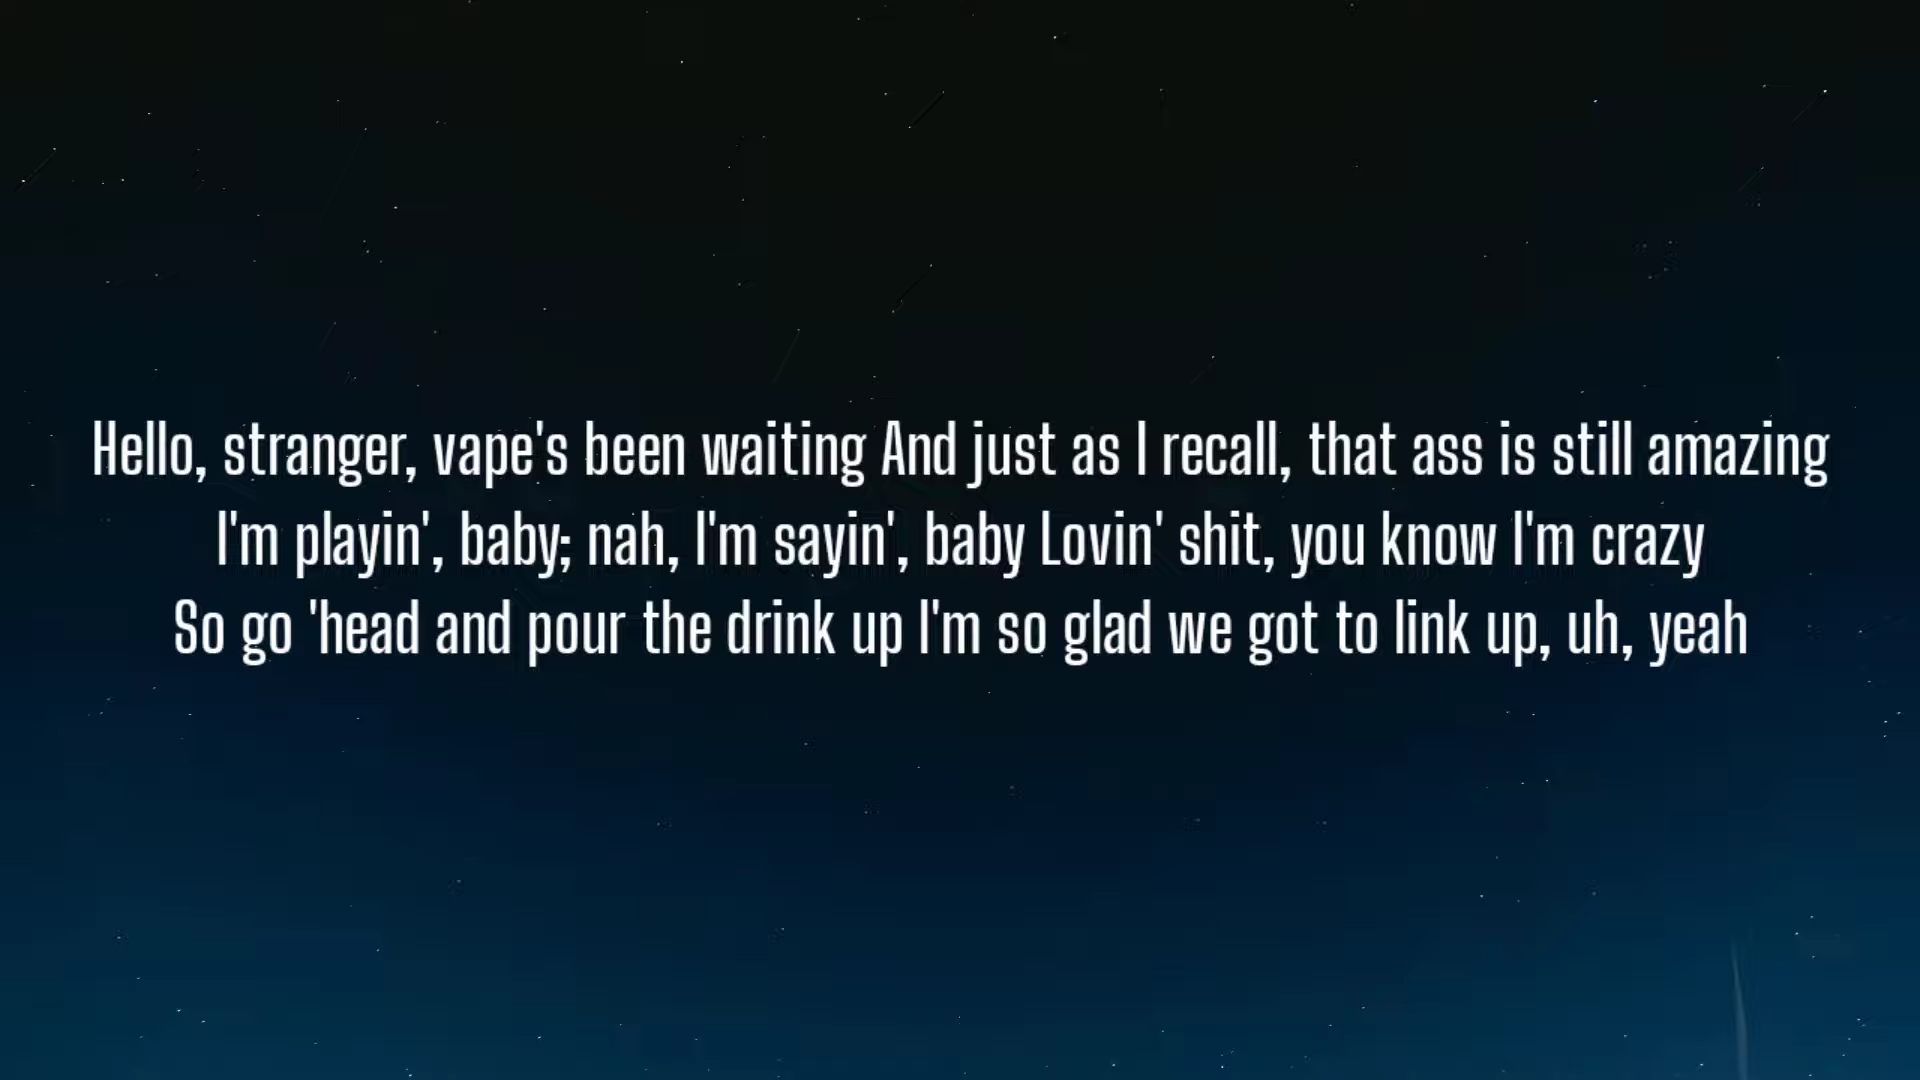 Hello, stranger, vape's been waiting And just as I recall, that ass is still amazing
I'm playin', baby; nah, I'm sayin', baby Lovin' shit, you know I'm crazy
So go 'head and pour the drink up I'm so glad we got to link up, uh, yeah